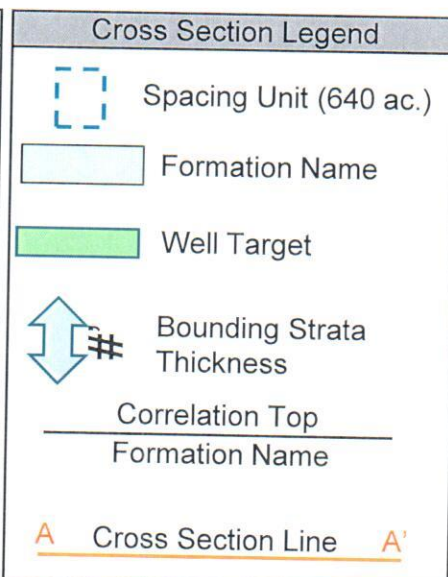 Cross Section Legend
Spacing Unit (640 ac.)
Formation Name
Well Target
#
Bounding Strata
Thickness
Correlation Top
Formation Name
A Cross Section Line A'